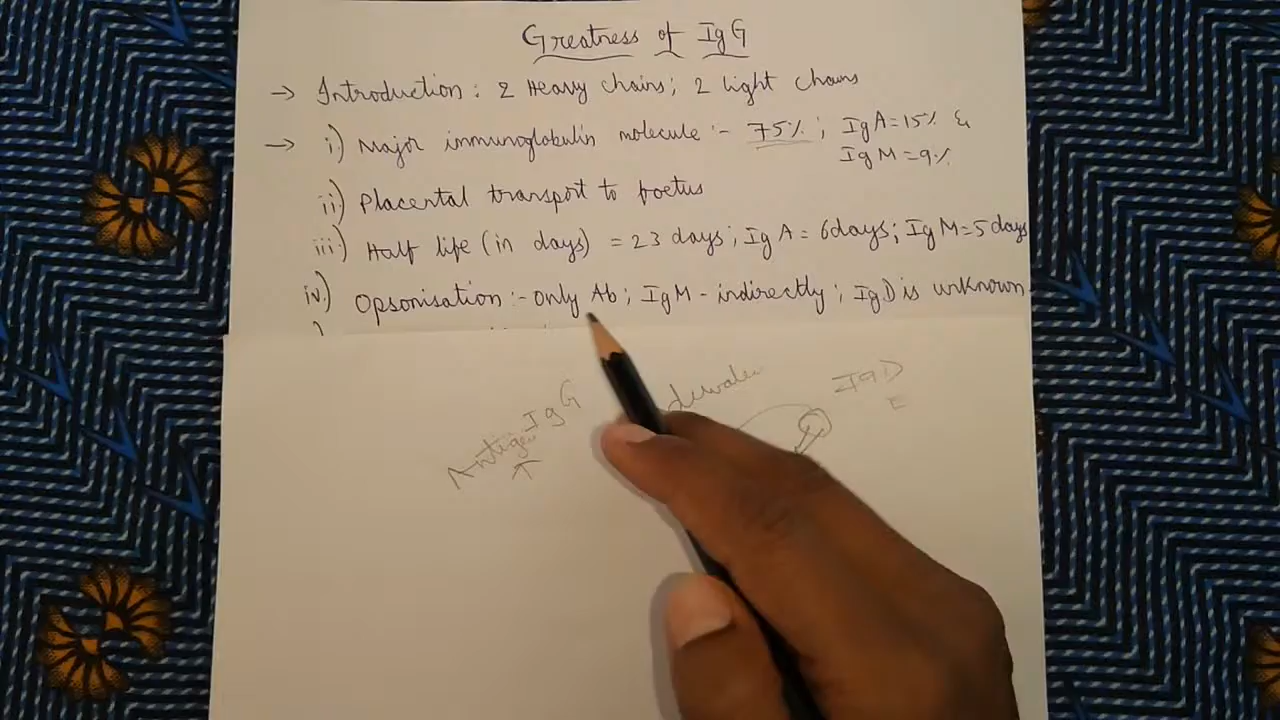 Greatness of IgG
→ Introduction: 2 Heavy chains; 2 light chains
→ i) Major immunoglobulin molecule :- 75%; IgA=15% &
IgM=9%
ii) Placental transport to foetus
iii) Half life (in days) = 23 days; IgA = 6days; IgM=5days
iv) Opsonisation :- only Ab; IgM - indirectly; IgD is unknown
IgD
E
IgG
Antigen